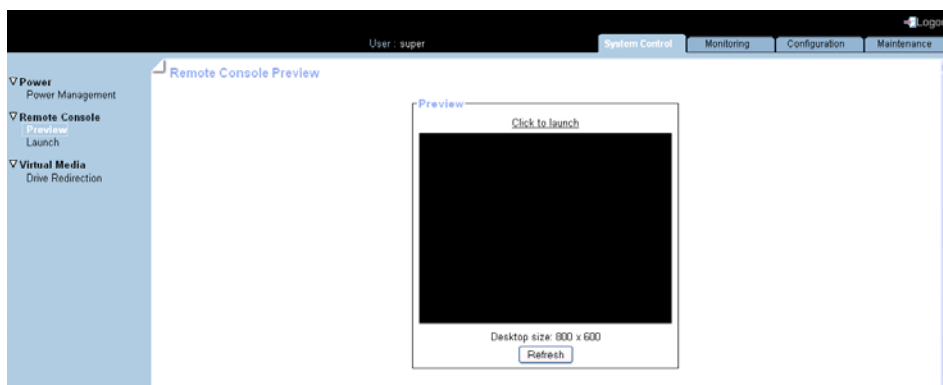 Logou
User : super
System Control Monitoring Configuration Maintenance
Power
Power Management
Remote Console
Preview
Launch
Virtual Media
Drive Redirection
Remote Console Preview
Preview
Click to launch
Desktop size: 800 x 600
Refresh